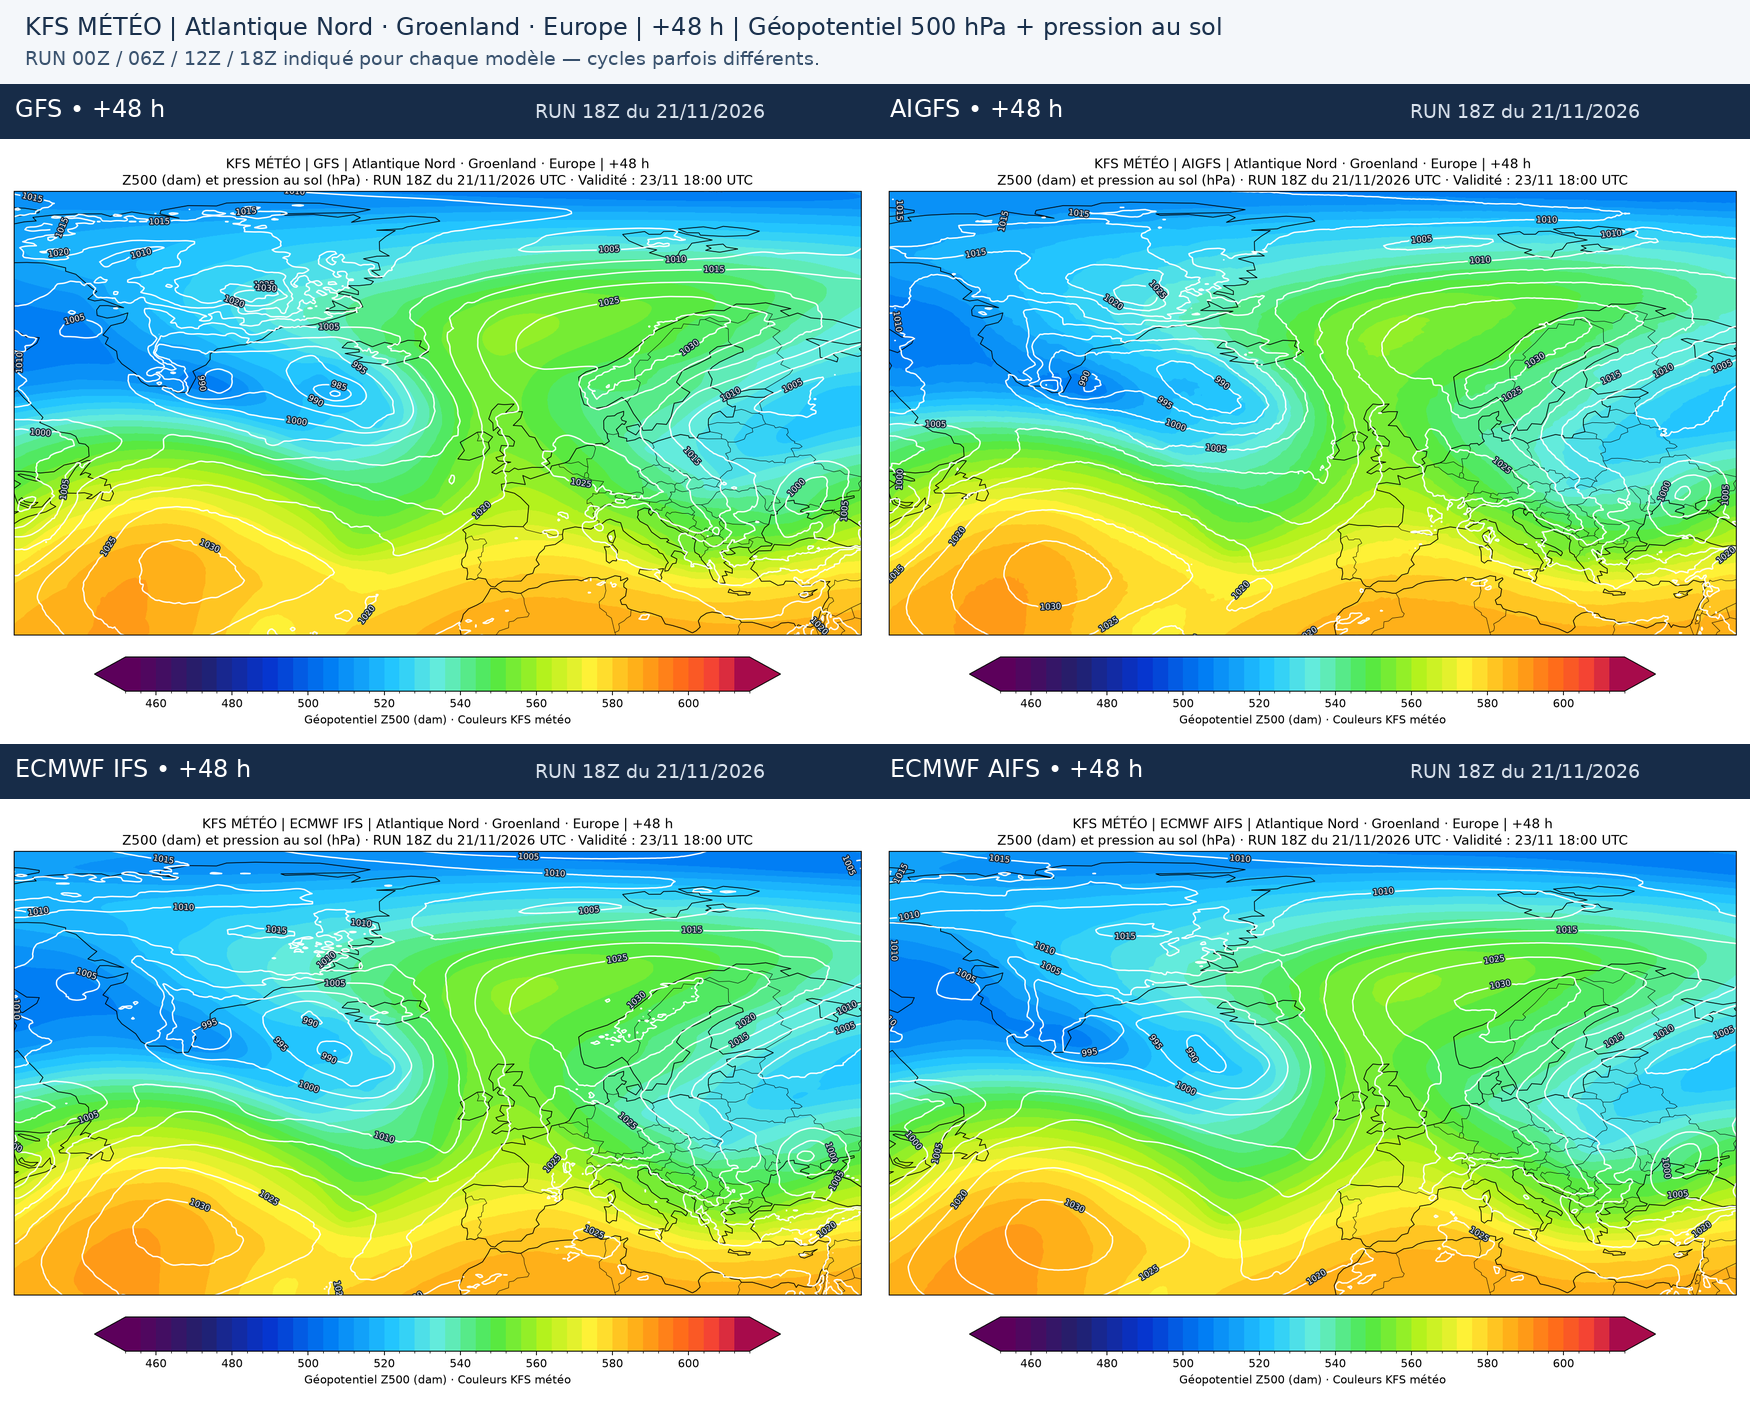 KFS MÉTÉO | Atlantique Nord · Groenland · Europe | +48 h | Géopotentiel 500 hPa + pression au sol
RUN 00Z / 06Z / 12Z / 18Z indiqué pour chaque modèle — cycles parfois différents.
GFS • +48 h
RUN 18Z du 21/11/2026
AIGFS • +48 h
RUN 18Z du 21/11/2026
KFS MÉTÉO | GFS | Atlantique Nord · Groenland · Europe | +48 h
Z500 (dam) et pression au sol (hPa) · RUN 18Z du 21/11/2026 UTC · Validité : 23/11 18:00 UTC
KFS MÉTÉO | AIGFS | Atlantique Nord · Groenland · Europe | +48 h
Z500 (dam) et pression au sol (hPa) · RUN 18Z du 21/11/2026 UTC · Validité : 23/11 18:00 UTC
460 480 500 520 540 560 580 600
Géopotentiel Z500 (dam) · Couleurs KFS météo
460 480 500 520 540 560 580 600
Géopotentiel Z500 (dam) · Couleurs KFS météo
ECMWF IFS • +48 h
RUN 18Z du 21/11/2026
ECMWF AIFS • +48 h
RUN 18Z du 21/11/2026
KFS MÉTÉO | ECMWF IFS | Atlantique Nord · Groenland · Europe | +48 h
Z500 (dam) et pression au sol (hPa) · RUN 18Z du 21/11/2026 UTC · Validité : 23/11 18:00 UTC
KFS MÉTÉO | ECMWF AIFS | Atlantique Nord · Groenland · Europe | +48 h
Z500 (dam) et pression au sol (hPa) · RUN 18Z du 21/11/2026 UTC · Validité : 23/11 18:00 UTC
460 480 500 520 540 560 580 600
Géopotentiel Z500 (dam) · Couleurs KFS météo
460 480 500 520 540 560 580 600
Géopotentiel Z500 (dam) · Couleurs KFS météo